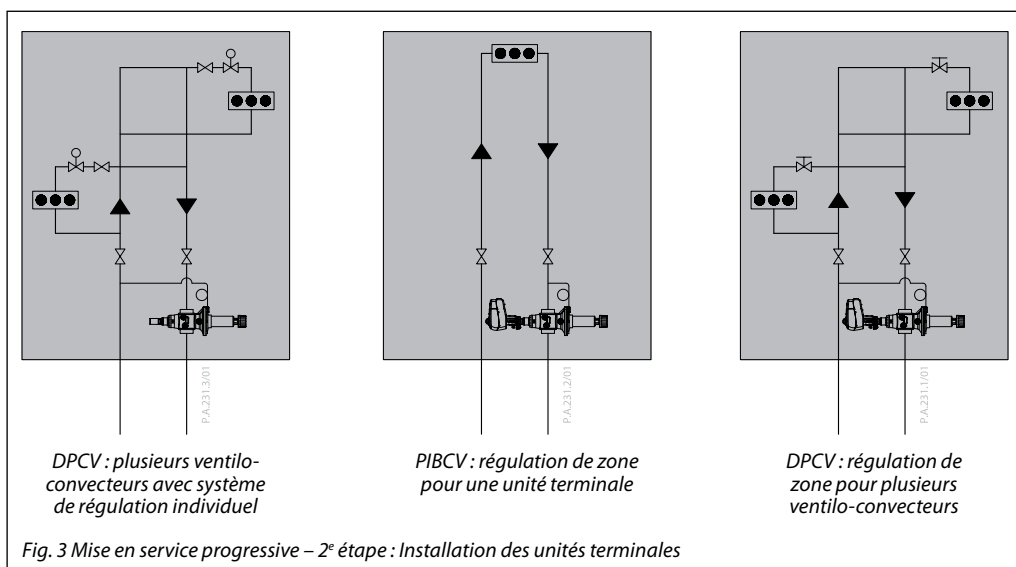 P.A.231.3/01
P.A.231.2/01
P.A.231.1/01
DPCV : plusieurs ventilo-
convecteurs avec système
de régulation individuel
PIBCV : régulation de zone
pour une unité terminale
DPCV : régulation de
zone pour plusieurs
ventilo-convecteurs
Fig. 3 Mise en service progressive – 2e étape : Installation des unités terminales